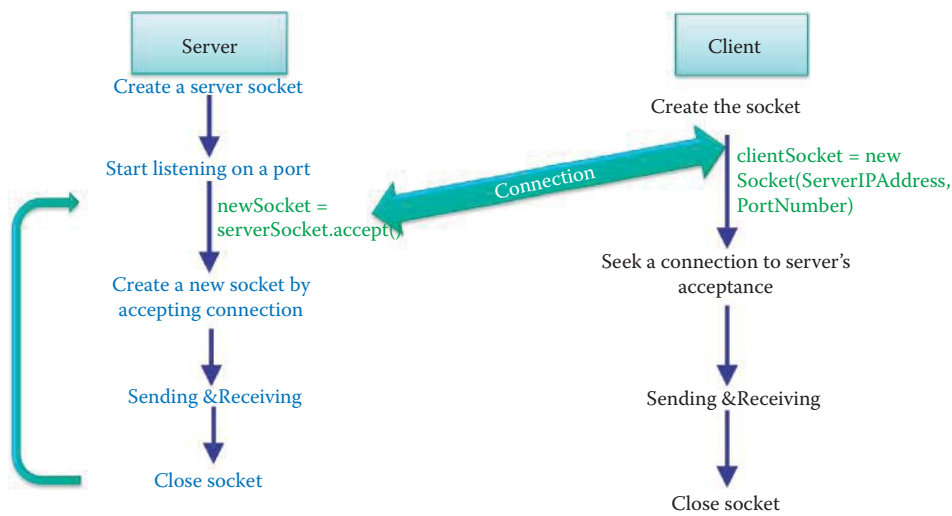 Server
Create a server socket
Start listening on a port
newSocket =
serverSocket.accept()
Create a new socket by
accepting connection
Sending &Receiving
Close socket
Connection
Client
Create the socket
clientSocket = new
Socket(ServerIPAddress,
PortNumber)
Seek a connection to server's
acceptance
Sending &Receiving
Close socket